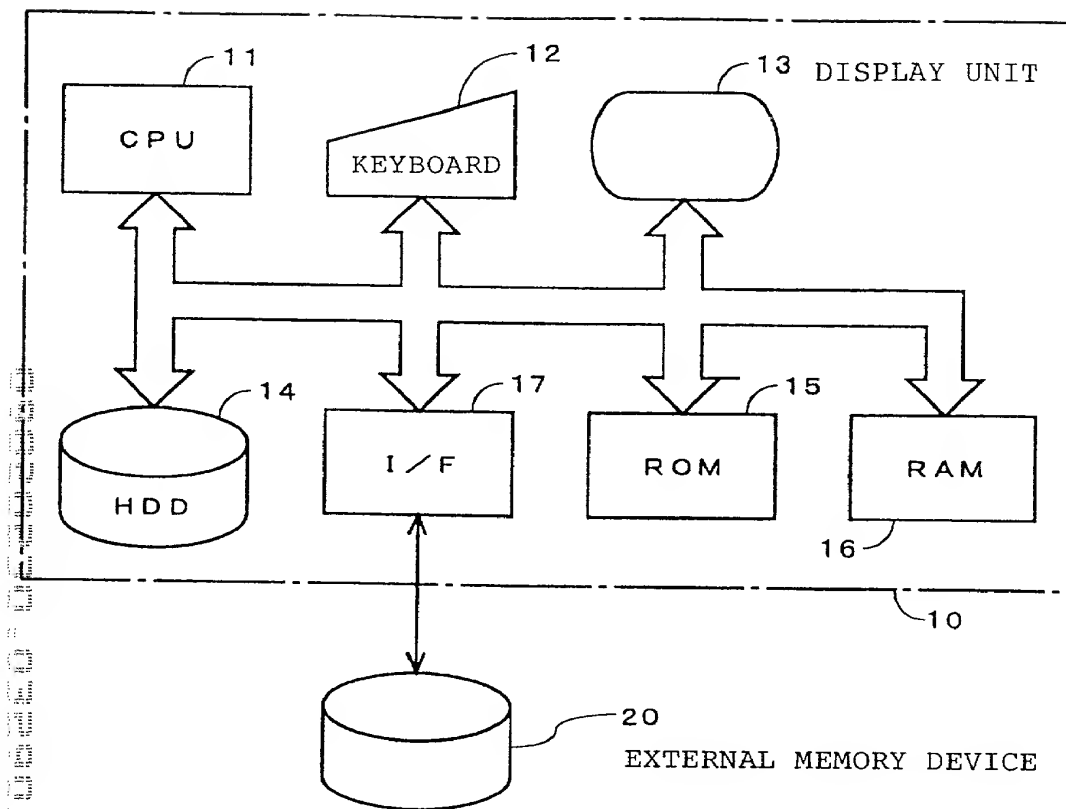 11
12
13
DISPLAY UNIT
CPU
KEYBOARD
14
17
15
HDD
I/F
ROM
RAM
16
10
20
EXTERNAL MEMORY DEVICE